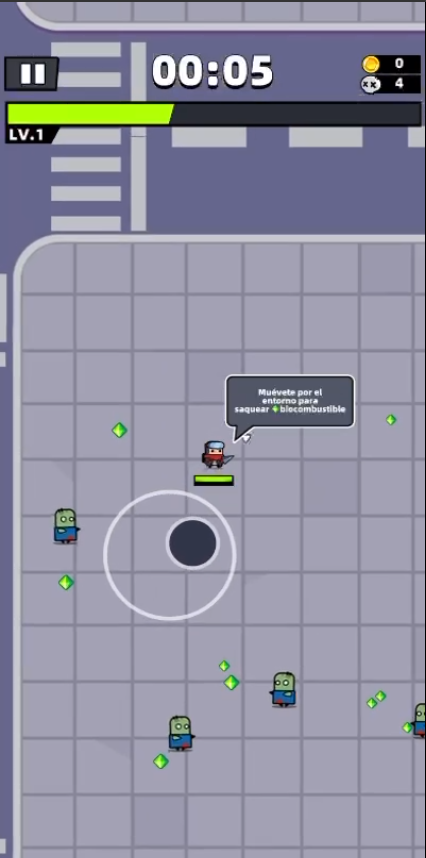 00:05
0
4
LV.1
Muévete por el
entorno para
saquear biocombustible